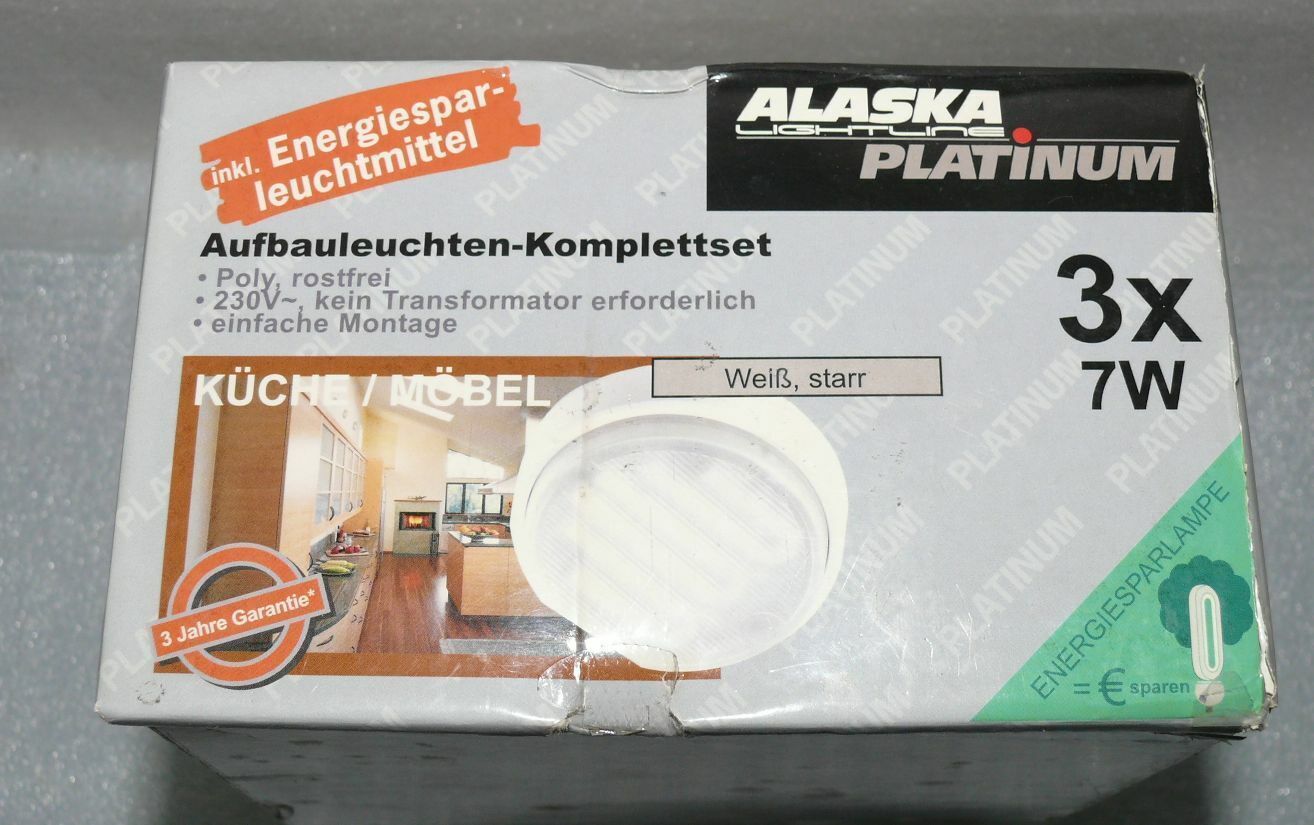 inkl. Energiespar-
leuchtmittel
ALASKA
LIGHTLINE
PLATINUM
Aufbauleuchten-Komplettset
• Poly, rostfrei
• 230V~, kein Transformator erforderlich
• einfache Montage
3x
7W
KÜCHE / MÖBEL
Weiß, starr
3 Jahre Garantie*
ENERGIESPARLAMPE
= € sparen